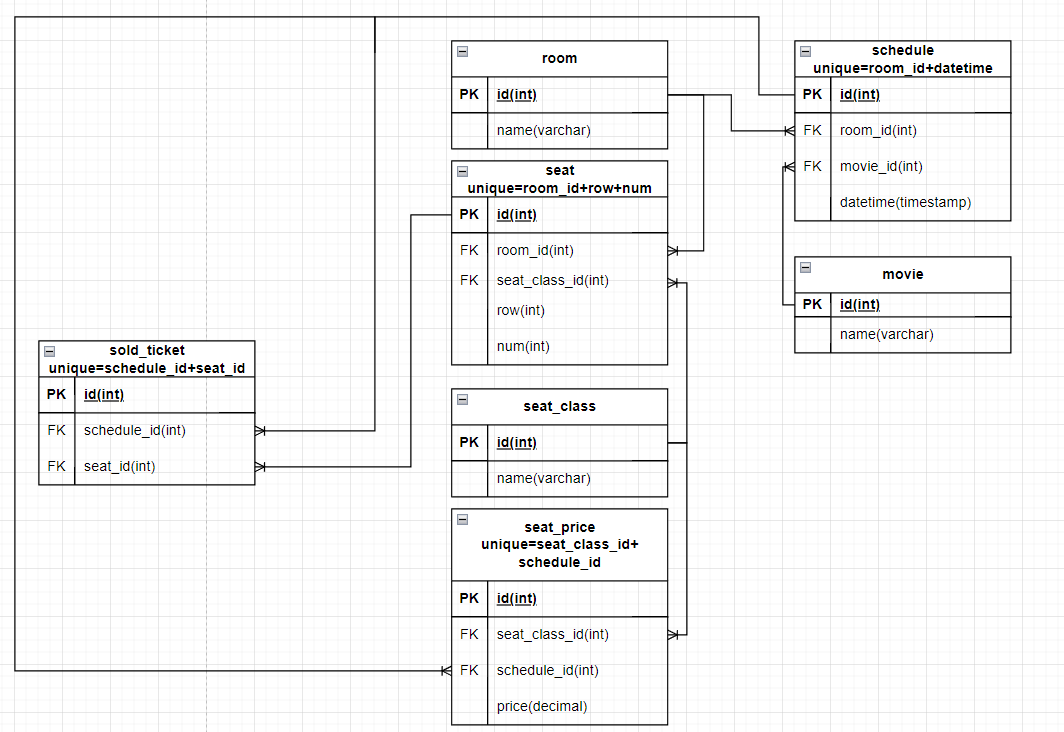 room
PK id(int)
name(varchar)
schedule
unique=room_id+datetime
PK id(int)
FK room_id(int)
FK movie_id(int)
datetime(timestamp)
seat
unique=room_id+row+num
PK id(int)
FK room_id(int)
FK seat_class_id(int)
row(int)
num(int)
movie
PK id(int)
name(varchar)
sold_ticket
unique=schedule_id+seat_id
PK id(int)
FK schedule_id(int)
FK seat_id(int)
seat_class
PK id(int)
name(varchar)
seat_price
unique=seat_class_id+
schedule_id
PK id(int)
FK seat_class_id(int)
FK schedule_id(int)
price(decimal)